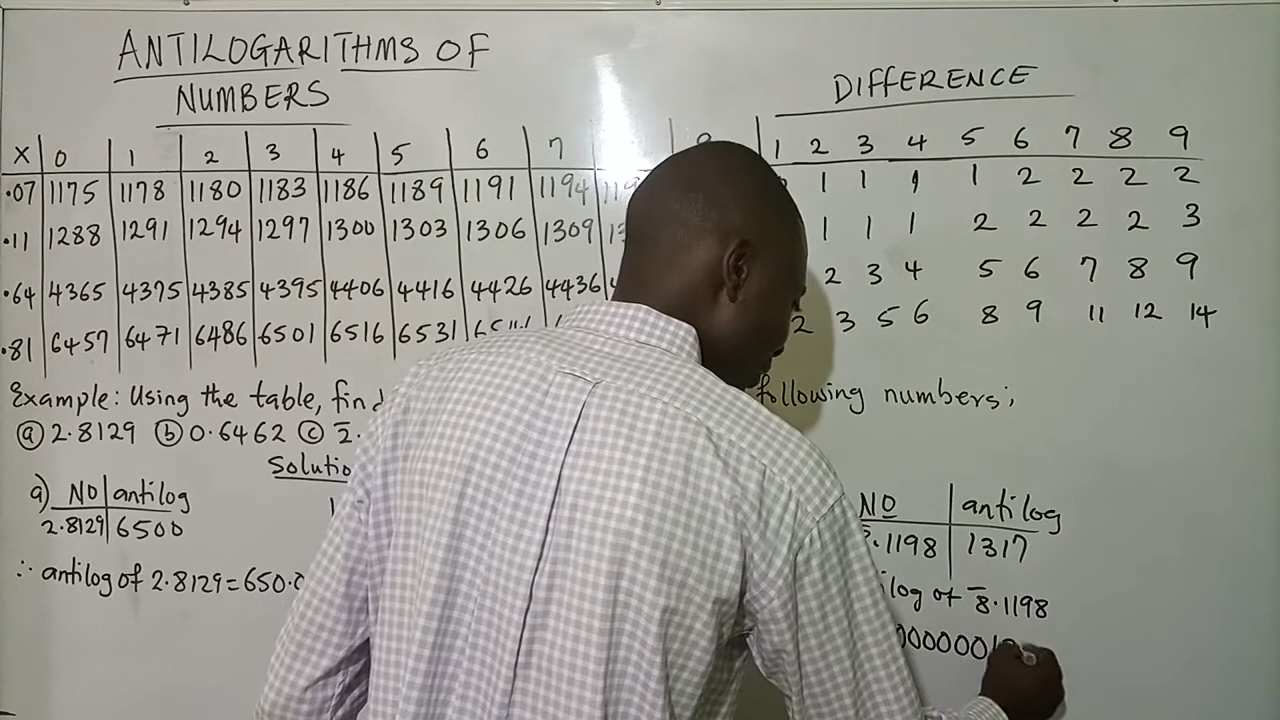 ANTILOGARITHMS OF
NUMBERS
DIFFERENCE
X 0 1 2 3 4 5 6 7 1 2 3 4 5 6 7 8 9
.07 1175 1178 1180 1183 1186 1189 1191 1194 1 1 1 1 2 2 2 2
.11 1288 1291 1294 1297 1300 1303 1306 1309 1 1 1 2 2 2 2 3
.64 4365 4375 4385 4395 4406 4416 4426 4436 2 3 4 5 6 7 8 9
.81 6457 6471 6486 6501 6516 6531 2 3 5 6 8 9 11 12 14
Example: Using the table, find following numbers;
(a) 2.8129 (b) 0.6462 (c) 2̄.
Solutio
a) NO antilog
2.8129 6500
∴ antilog of 2.8129=650.0
NO antilog
.1198 1317
log of 8̄.1198